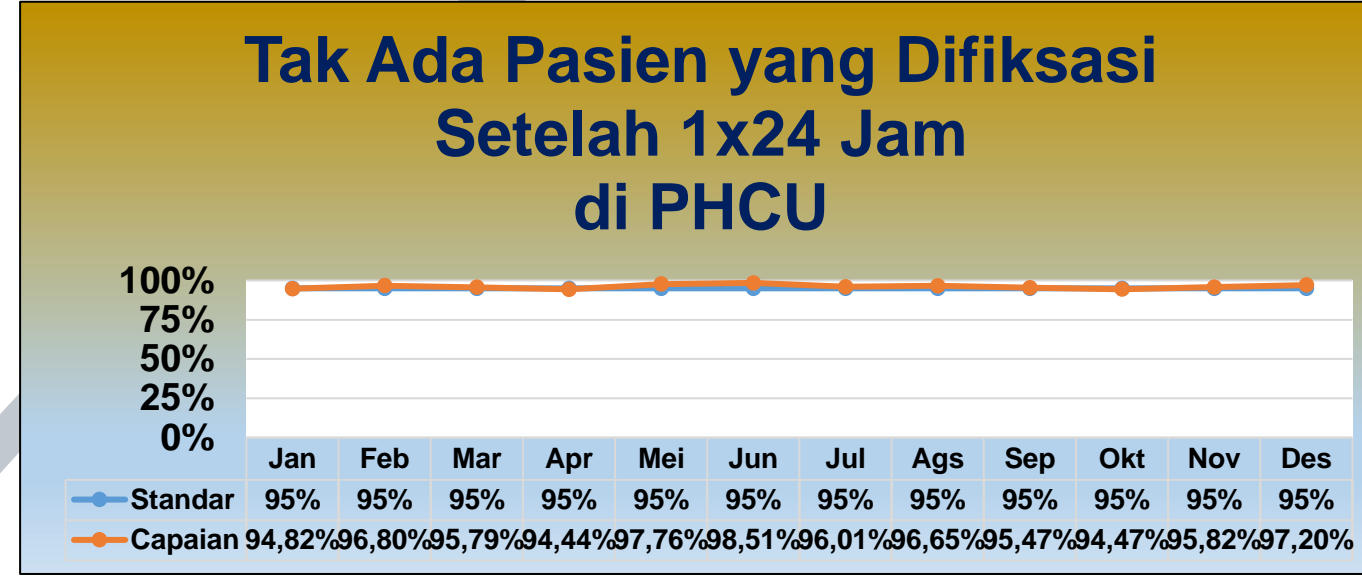 Tak Ada Pasien yang Difiksasi
Setelah 1x24 Jam
di PHCU
100%
75%
50%
25%
0%
Jan Feb Mar Apr Mei Jun Jul Ags Sep Okt Nov Des
Standar 95% 95% 95% 95% 95% 95% 95% 95% 95% 95% 95% 95%
Capaian 94,82% 96,80% 95,79% 94,44% 97,76% 98,51% 96,01% 96,65% 95,47% 94,47% 95,82% 97,20%